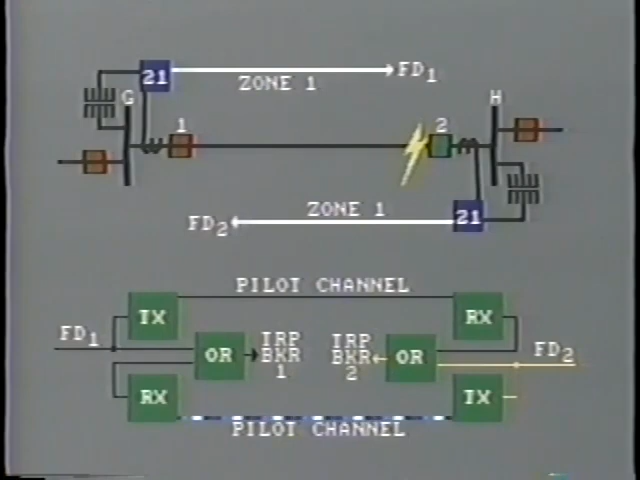 21
ZONE 1
FD1
G
H
1
2
FD2
ZONE 1
21
PILOT CHANNEL
TX
RX
FD1
OR
TRP
BKR
1
TRP
BKR
2
OR
FD2
RX
TX
PILOT CHANNEL